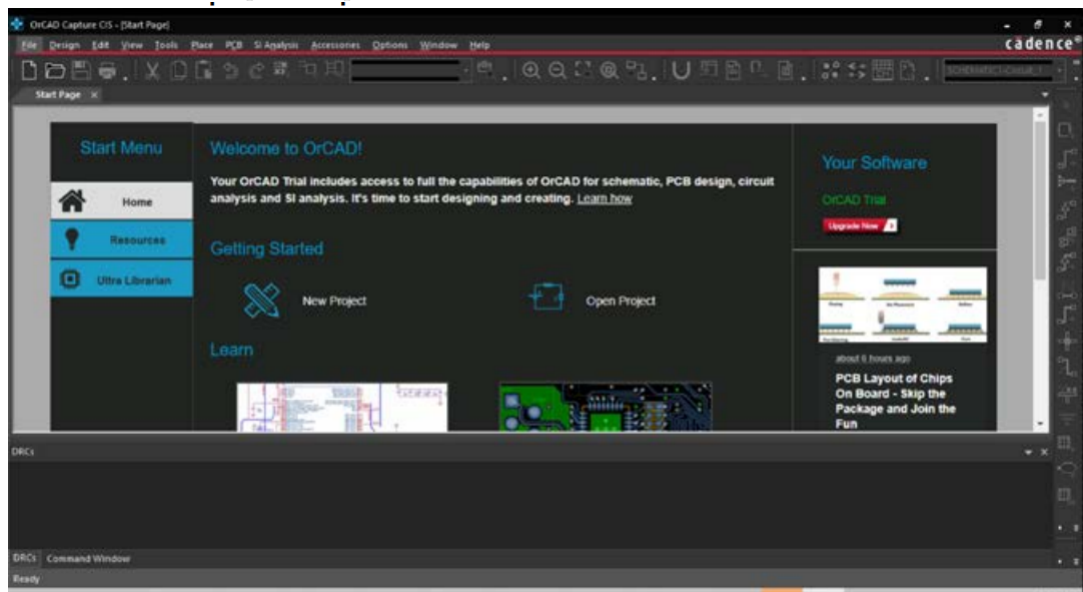 OrCAD Capture CIS - [Start Page]
File Design Edit View Tools Place PCB SI Analysis Accessories Options Window Help
cādence®
SCHEMATIC1-Circuit_1
Start Page
Start Menu
Home
Resources
Ultra Librarian
Welcome to OrCAD!
Your OrCAD Trial includes access to full the capabilities of OrCAD for schematic, PCB design, circuit
analysis and SI analysis. It's time to start designing and creating. Learn how
Getting Started
New Project
Open Project
Learn
Your Software
OrCAD Trial
Upgrade Now
about 6 hours ago
PCB Layout of Chips
On Board - Skip the
Package and Join the
Fun
DRCs
DRCs Command Window
Ready